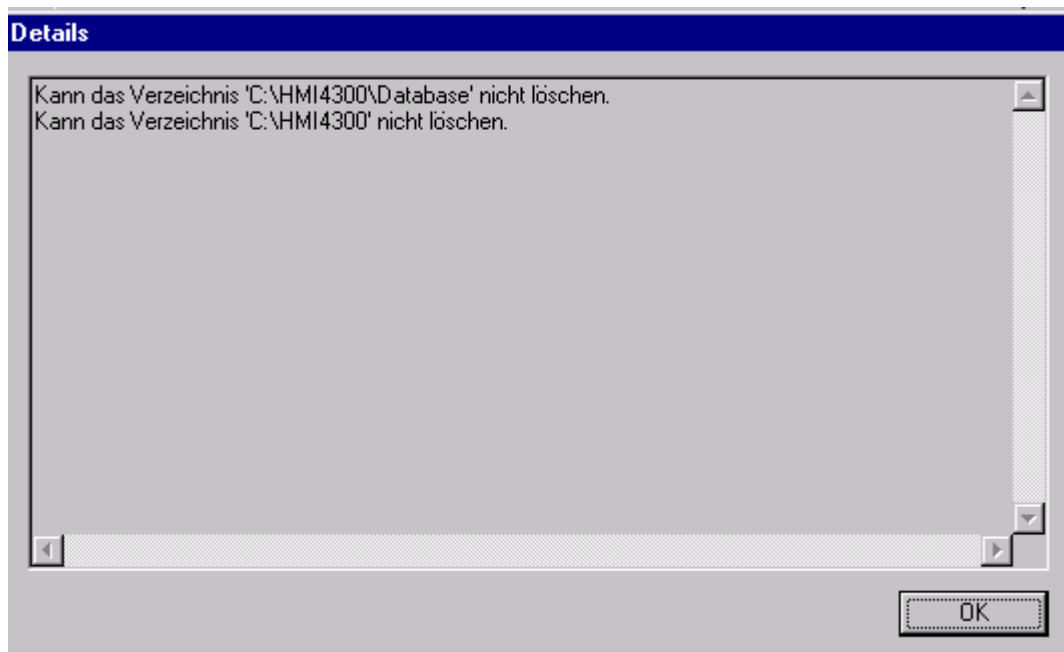 Details
Kann das Verzeichnis 'C:\HMI4300\Database' nicht löschen.
Kann das Verzeichnis 'C:\HMI4300' nicht löschen.
OK